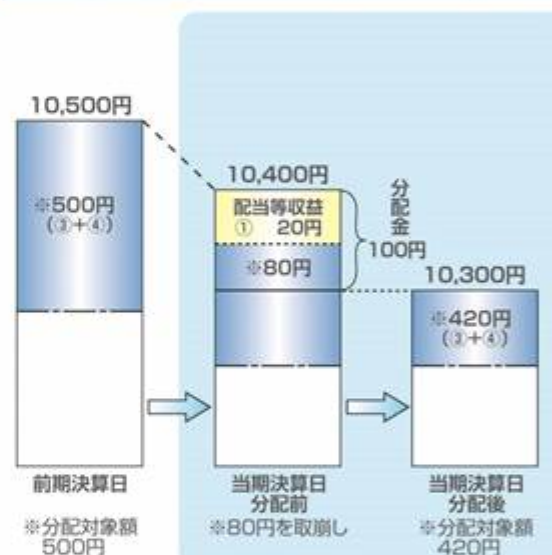 10,500円
※500円
(③+④)
前期決算日
※分配対象額
500円
10,400円
配当等収益
① 20円
※80円
分配金
100円
当期決算日
分配前
※80円を取崩し
10,300円
※420円
(③+④)
当期決算日
分配後
※分配対象額
420円